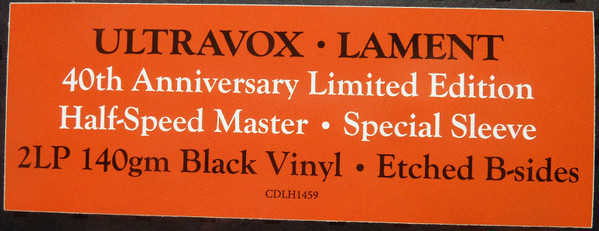 ULTRAVOX • LAMENT
40th Anniversary Limited Edition
Half-Speed Master • Special Sleeve
2LP 140gm Black Vinyl • Etched B-sides
CDLH1459